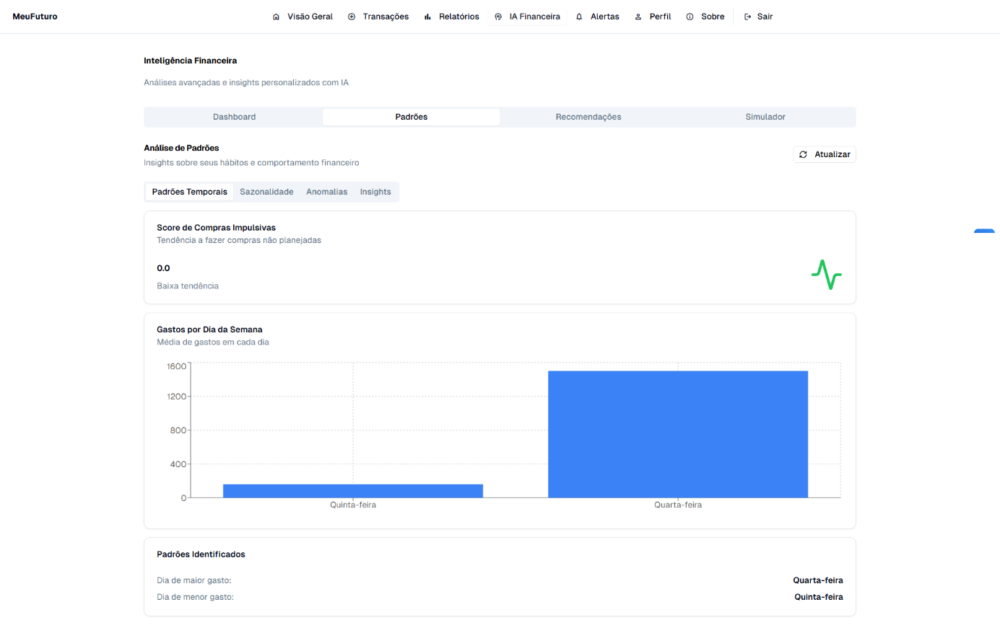 MeuFuturo
Visão Geral
Transações
Relatórios
IA Financeira
Alertas
Perfil
Sobre
Sair
Inteligência Financeira
Análises avançadas e insights personalizados com IA
Dashboard
Padrões
Recomendações
Simulador
Análise de Padrões
Insights sobre seus hábitos e comportamento financeiro
Atualizar
Padrões Temporais
Sazonalidade
Anomalias
Insights
Score de Compras Impulsivas
Tendência a fazer compras não planejadas
0.0
Baixa tendência
Gastos por Dia da Semana
Média de gastos em cada dia
1600
1200
800
400
0
Quinta-feira
Quarta-feira
Padrões Identificados
Dia de maior gasto:
Quarta-feira
Dia de menor gasto:
Quinta-feira